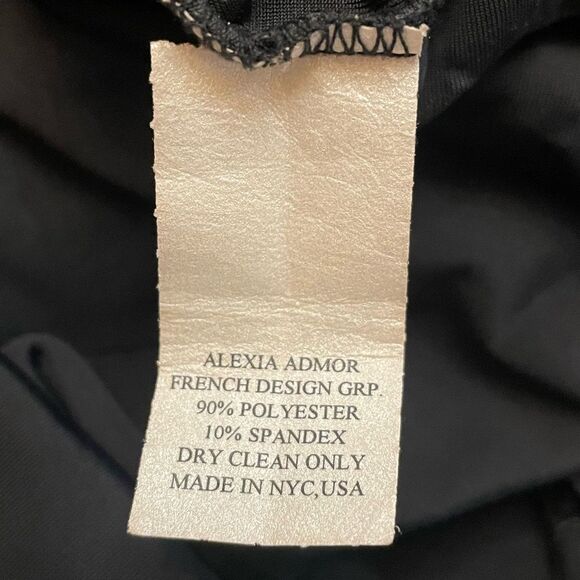 ALEXIA ADMOR
FRENCH DESIGN GRP.
90% POLYESTER
10% SPANDEX
DRY CLEAN ONLY
MADE IN NYC,USA